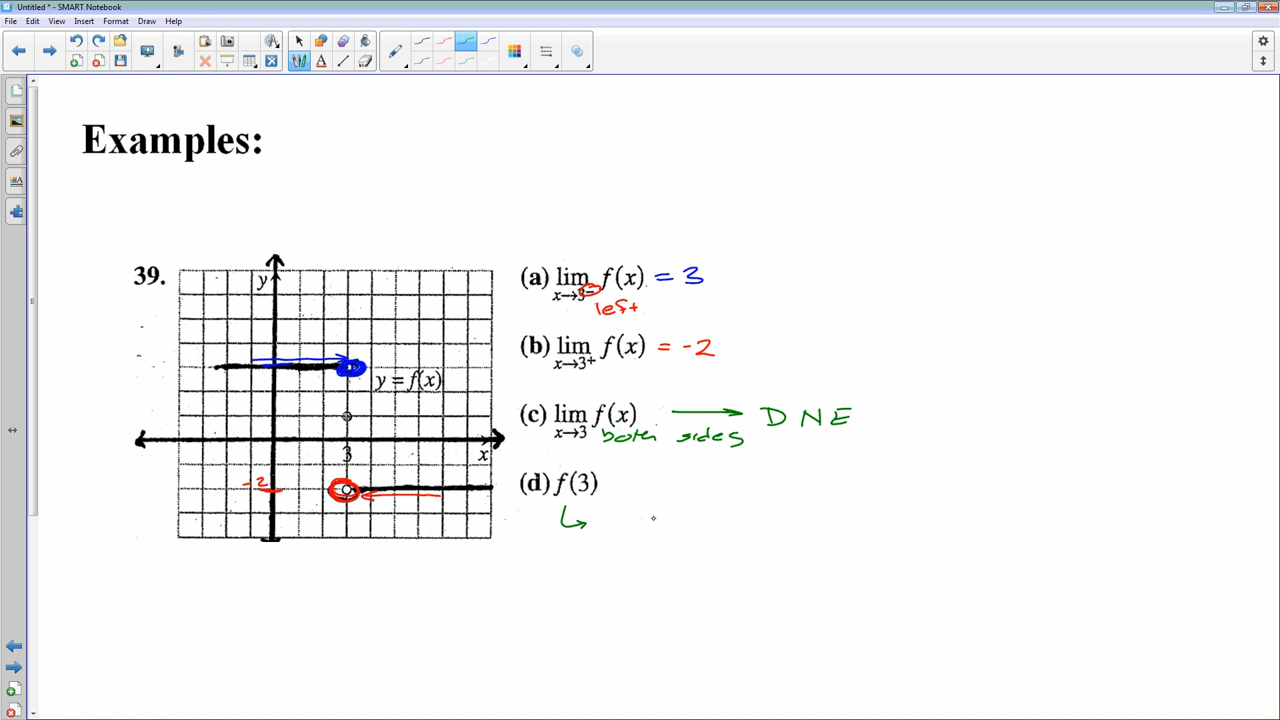 Untitled * - SMART Notebook
File Edit View Insert Format Draw Help
Examples:
39.
y
y = f(x)
3
x
-2
(a) lim f(x) = 3
x→3−
left
(b) lim f(x) = -2
x→3+
(c) lim f(x) → D N E
x→3
both sides
(d) f(3)